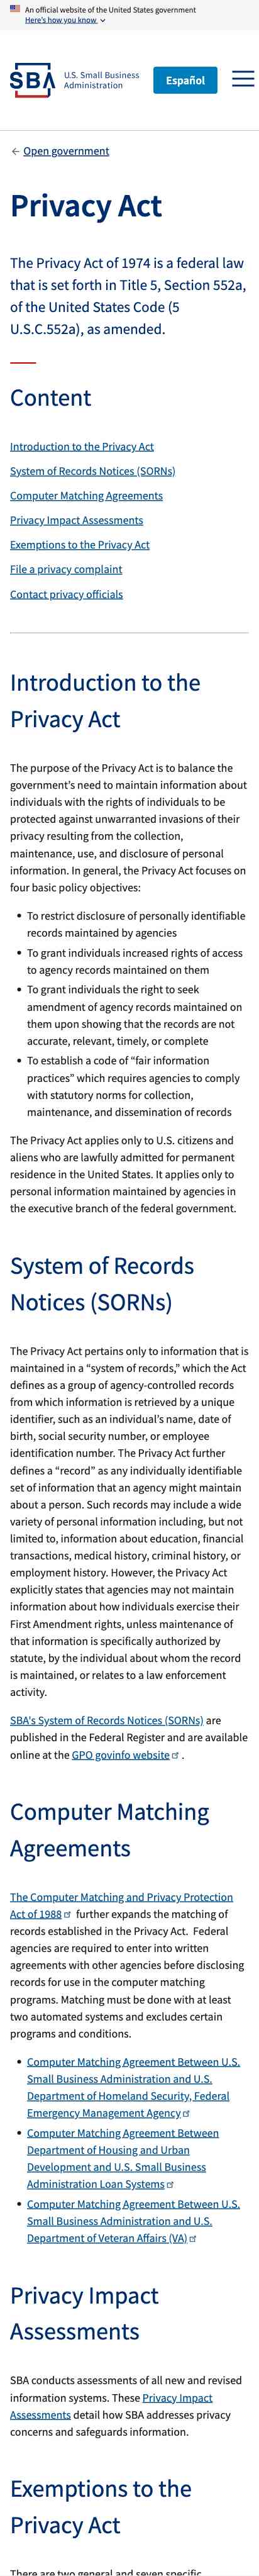 An official website of the United States government
Here's how you know
SBA
U.S. Small Business
Administration
Español
Open government
Privacy Act
The Privacy Act of 1974 is a federal law
that is set forth in Title 5, Section 552a,
of the United States Code (5
U.S.C.552a), as amended.
Content
Introduction to the Privacy Act
System of Records Notices (SORNs)
Computer Matching Agreements
Privacy Impact Assessments
Exemptions to the Privacy Act
File a privacy complaint
Contact privacy officials
Introduction to the
Privacy Act
The purpose of the Privacy Act is to balance the
government’s need to maintain information about
individuals with the rights of individuals to be
protected against unwarranted invasions of their
privacy resulting from the collection,
maintenance, use, and disclosure of personal
information. In general, the Privacy Act focuses on
four basic policy objectives:
• To restrict disclosure of personally identifiable
records maintained by agencies
• To grant individuals increased rights of access
to agency records maintained on them
• To grant individuals the right to seek
amendment of agency records maintained on
them upon showing that the records are not
accurate, relevant, timely, or complete
• To establish a code of “fair information
practices” which requires agencies to comply
with statutory norms for collection,
maintenance, and dissemination of records
The Privacy Act applies only to U.S. citizens and
aliens who are lawfully admitted for permanent
residence in the United States. It applies only to
personal information maintained by agencies in
the executive branch of the federal government.
System of Records
Notices (SORNs)
The Privacy Act pertains only to information that is
maintained in a “system of records,” which the Act
defines as a group of agency-controlled records
from which information is retrieved by a unique
identifier, such as an individual’s name, date of
birth, social security number, or employee
identification number. The Privacy Act further
defines a “record” as any individually identifiable
set of information that an agency might maintain
about a person. Such records may include a wide
variety of personal information including, but not
limited to, information about education, financial
transactions, medical history, criminal history, or
employment history. However, the Privacy Act
explicitly states that agencies may not maintain
information about how individuals exercise their
First Amendment rights, unless maintenance of
that information is specifically authorized by
statute, by the individual about whom the record
is maintained, or relates to a law enforcement
activity.
SBA's System of Records Notices (SORNs) are
published in the Federal Register and are available
online at the GPO govinfo website .
Computer Matching
Agreements
The Computer Matching and Privacy Protection
Act of 1988 further expands the matching of
records established in the Privacy Act. Federal
agencies are required to enter into written
agreements with other agencies before disclosing
records for use in the computer matching
programs. Matching must be done with at least
two automated systems and excludes certain
programs and conditions.
• Computer Matching Agreement Between U.S.
Small Business Administration and U.S.
Department of Homeland Security, Federal
Emergency Management Agency
• Computer Matching Agreement Between
Department of Housing and Urban
Development and U.S. Small Business
Administration Loan Systems
• Computer Matching Agreement Between U.S.
Small Business Administration and U.S.
Department of Veteran Affairs (VA)
Privacy Impact
Assessments
SBA conducts assessments of all new and revised
information systems. These Privacy Impact
Assessments detail how SBA addresses privacy
concerns and safeguards information.
Exemptions to the
Privacy Act
There are two general and seven specific